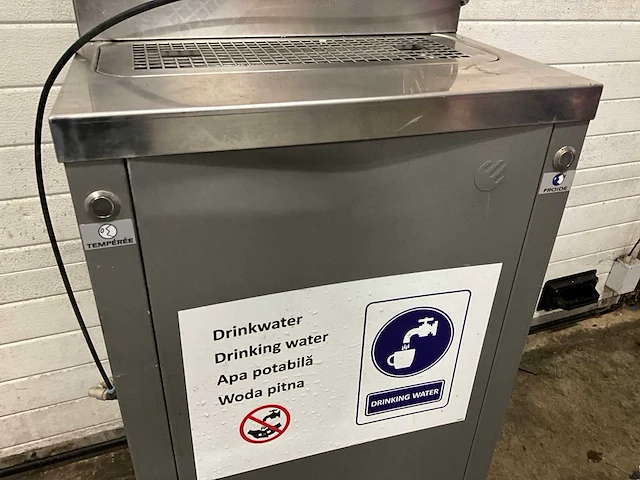 TEMPÉRÉE
FROIDE
Drinkwater
Drinking water
Apa potabilă
Woda pitna
DRINKING WATER